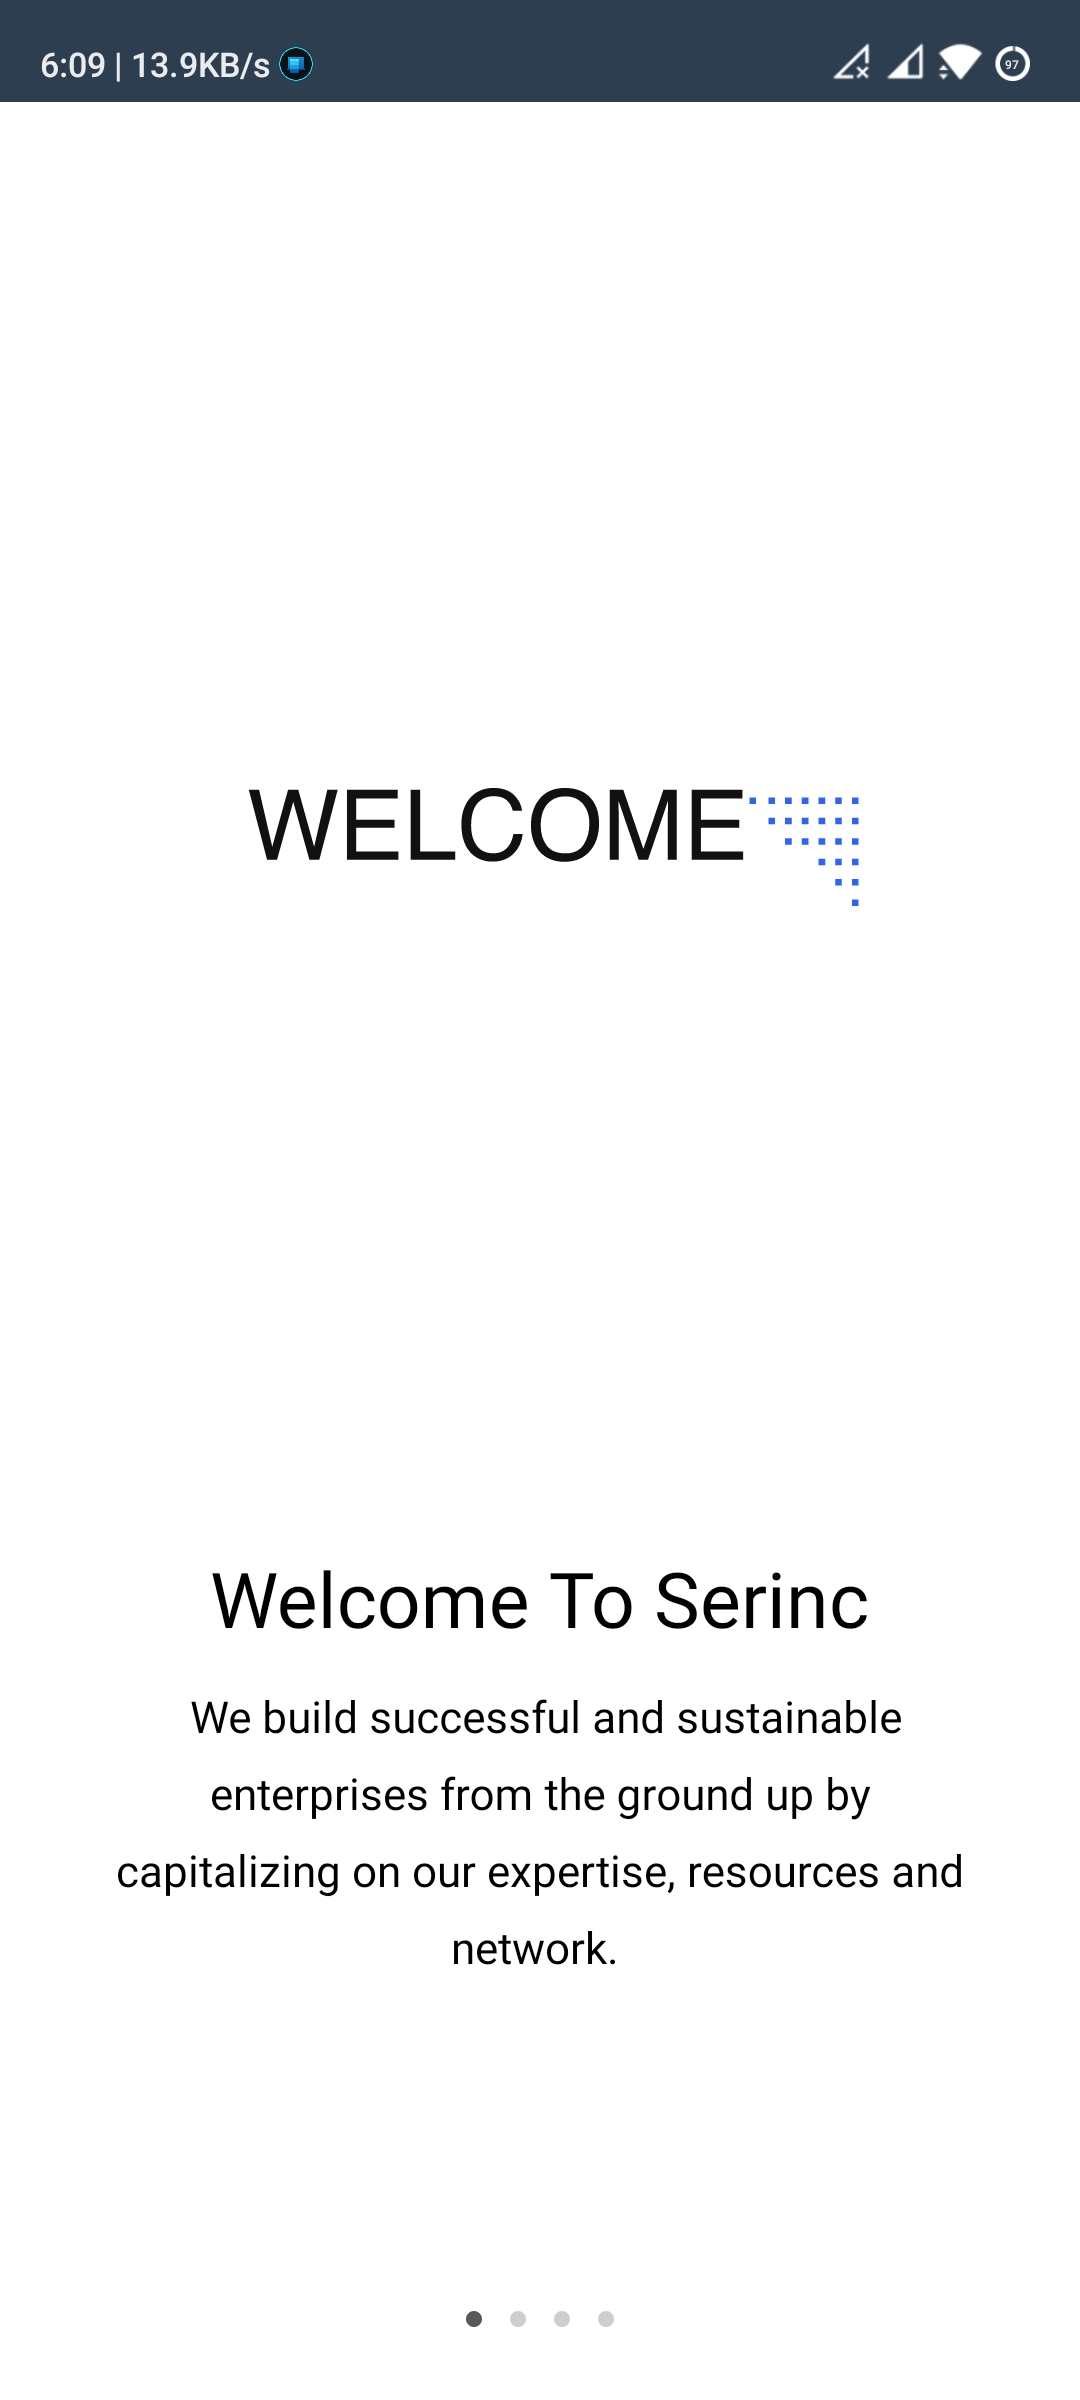 6:09 | 13.9KB/s 97
WELCOME
Welcome To Serinc
We build successful and sustainable
enterprises from the ground up by
capitalizing on our expertise, resources and
network.